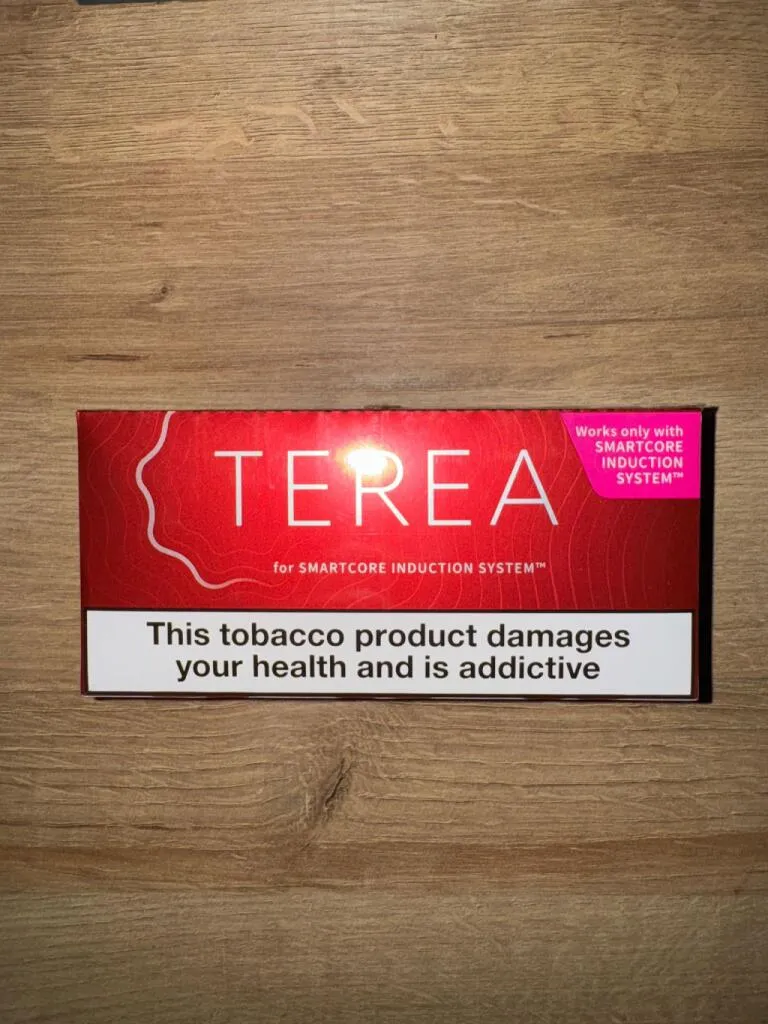 TEREA
Works only with
SMARTCORE
INDUCTION
SYSTEM™
for SMARTCORE INDUCTION SYSTEM™
This tobacco product damages
your health and is addictive